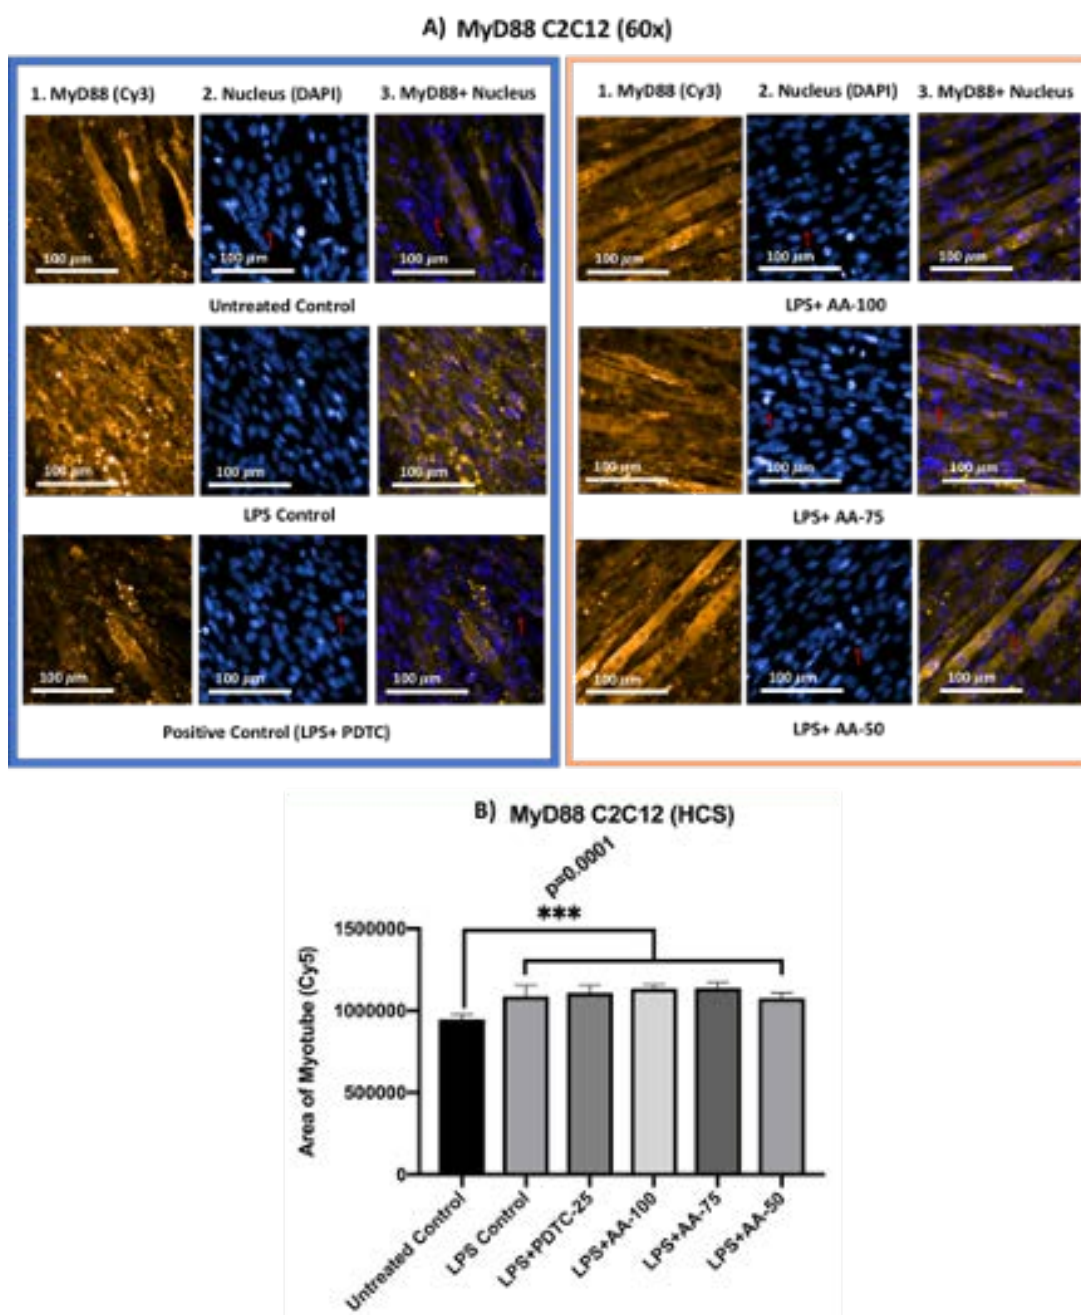 A) MyD88 C2C12 (60x)
1. MyD88 (Cy3) 2. Nucleus (DAPI) 3. MyD88+ Nucleus
100 µm 100 µm 100 µm
Untreated Control
100 µm 100 µm 100 µm
LPS Control
100 µm 100 µm 100 µm
Positive Control (LPS+ PDTC)
1. MyD88 (Cy3) 2. Nucleus (DAPI) 3. MyD88+ Nucleus
100 µm 100 µm 100 µm
LPS+ AA-100
100 µm 100 µm 100 µm
LPS+ AA-75
100 µm 100 µm 100 µm
LPS+ AA-50
B) MyD88 C2C12 (HCS)
p=0.0001
***
Area of Myotube (Cy5)
1500000
1000000
500000
0
Untreated Control
LPS Control
LPS+PDTC-25
LPS+AA-100
LPS+AA-75
LPS+AA-50